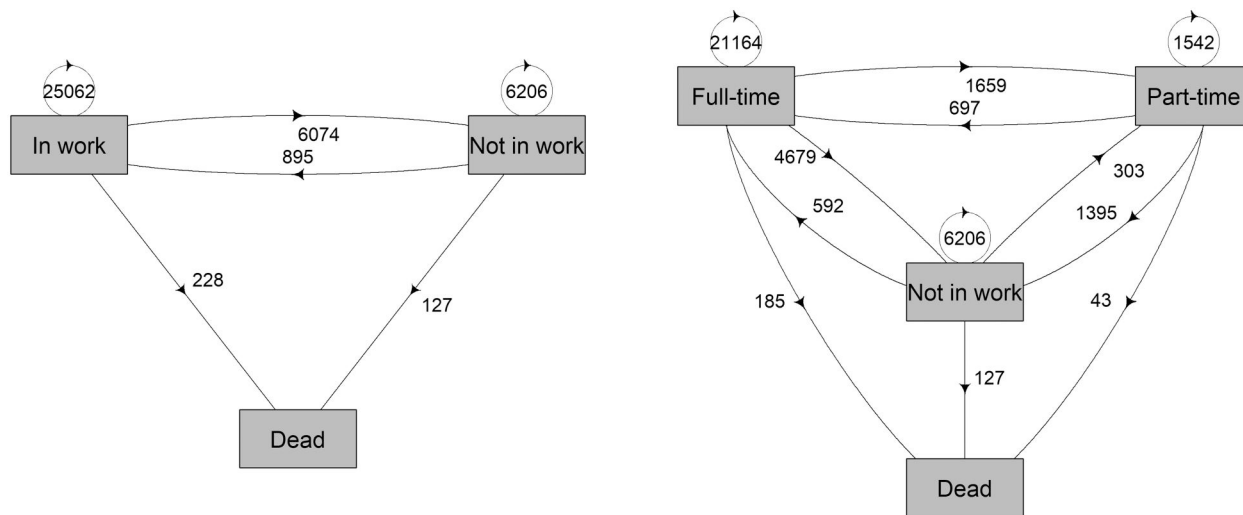 25062
6206
In work
Not in work
6074
895
228
127
Dead
21164
1542
Full-time
Part-time
1659
697
4679
303
592
1395
6206
Not in work
185
43
127
Dead